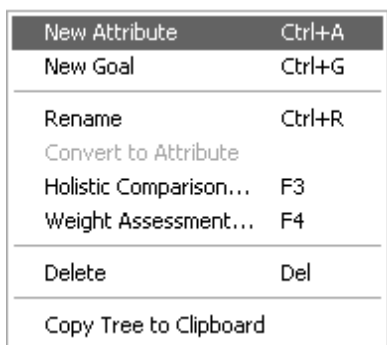 New Attribute Ctrl+A
New Goal Ctrl+G
Rename Ctrl+R
Convert to Attribute
Holistic Comparison... F3
Weight Assessment... F4
Delete Del
Copy Tree to Clipboard